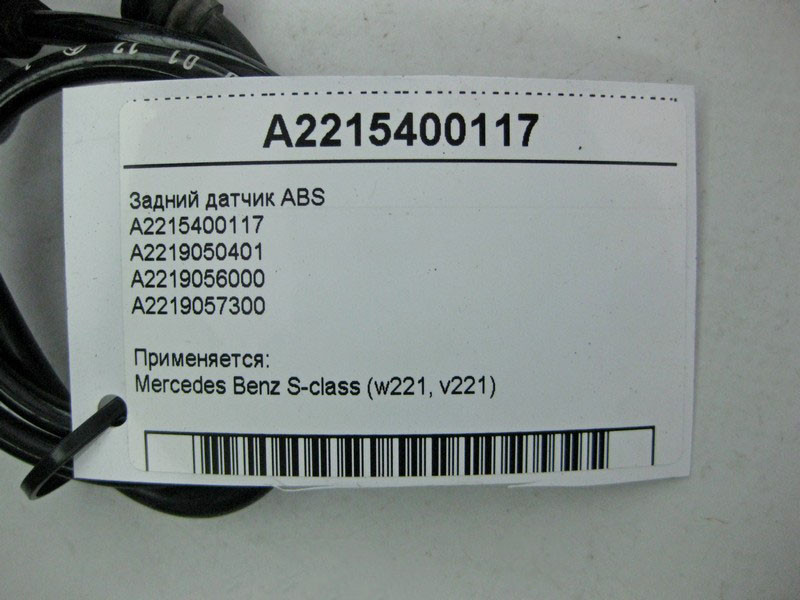 A2215400117
Задний датчик ABS
A2215400117
A2219050401
A2219056000
A2219057300
Применяется:
Mercedes Benz S-class (w221, v221)